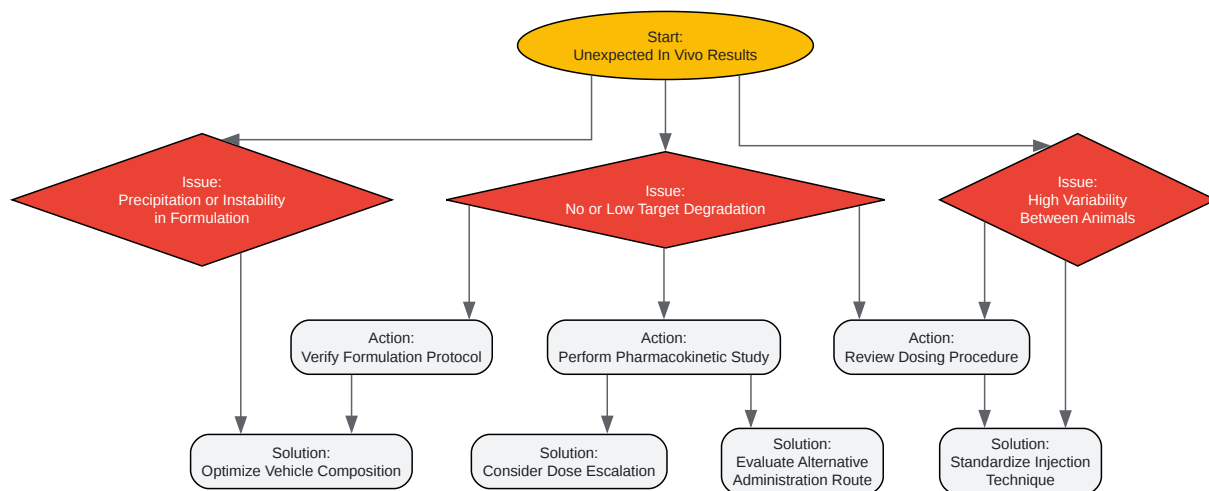 Start:
Unexpected In Vivo Results
Issue:
Precipitation or Instability
in Formulation
Issue:
No or Low Target Degradation
Issue:
High Variability
Between Animals
Action:
Verify Formulation Protocol
Action:
Perform Pharmacokinetic Study
Action:
Review Dosing Procedure
Solution:
Optimize Vehicle Composition
Solution:
Consider Dose Escalation
Solution:
Evaluate Alternative
Administration Route
Solution:
Standardize Injection
Technique